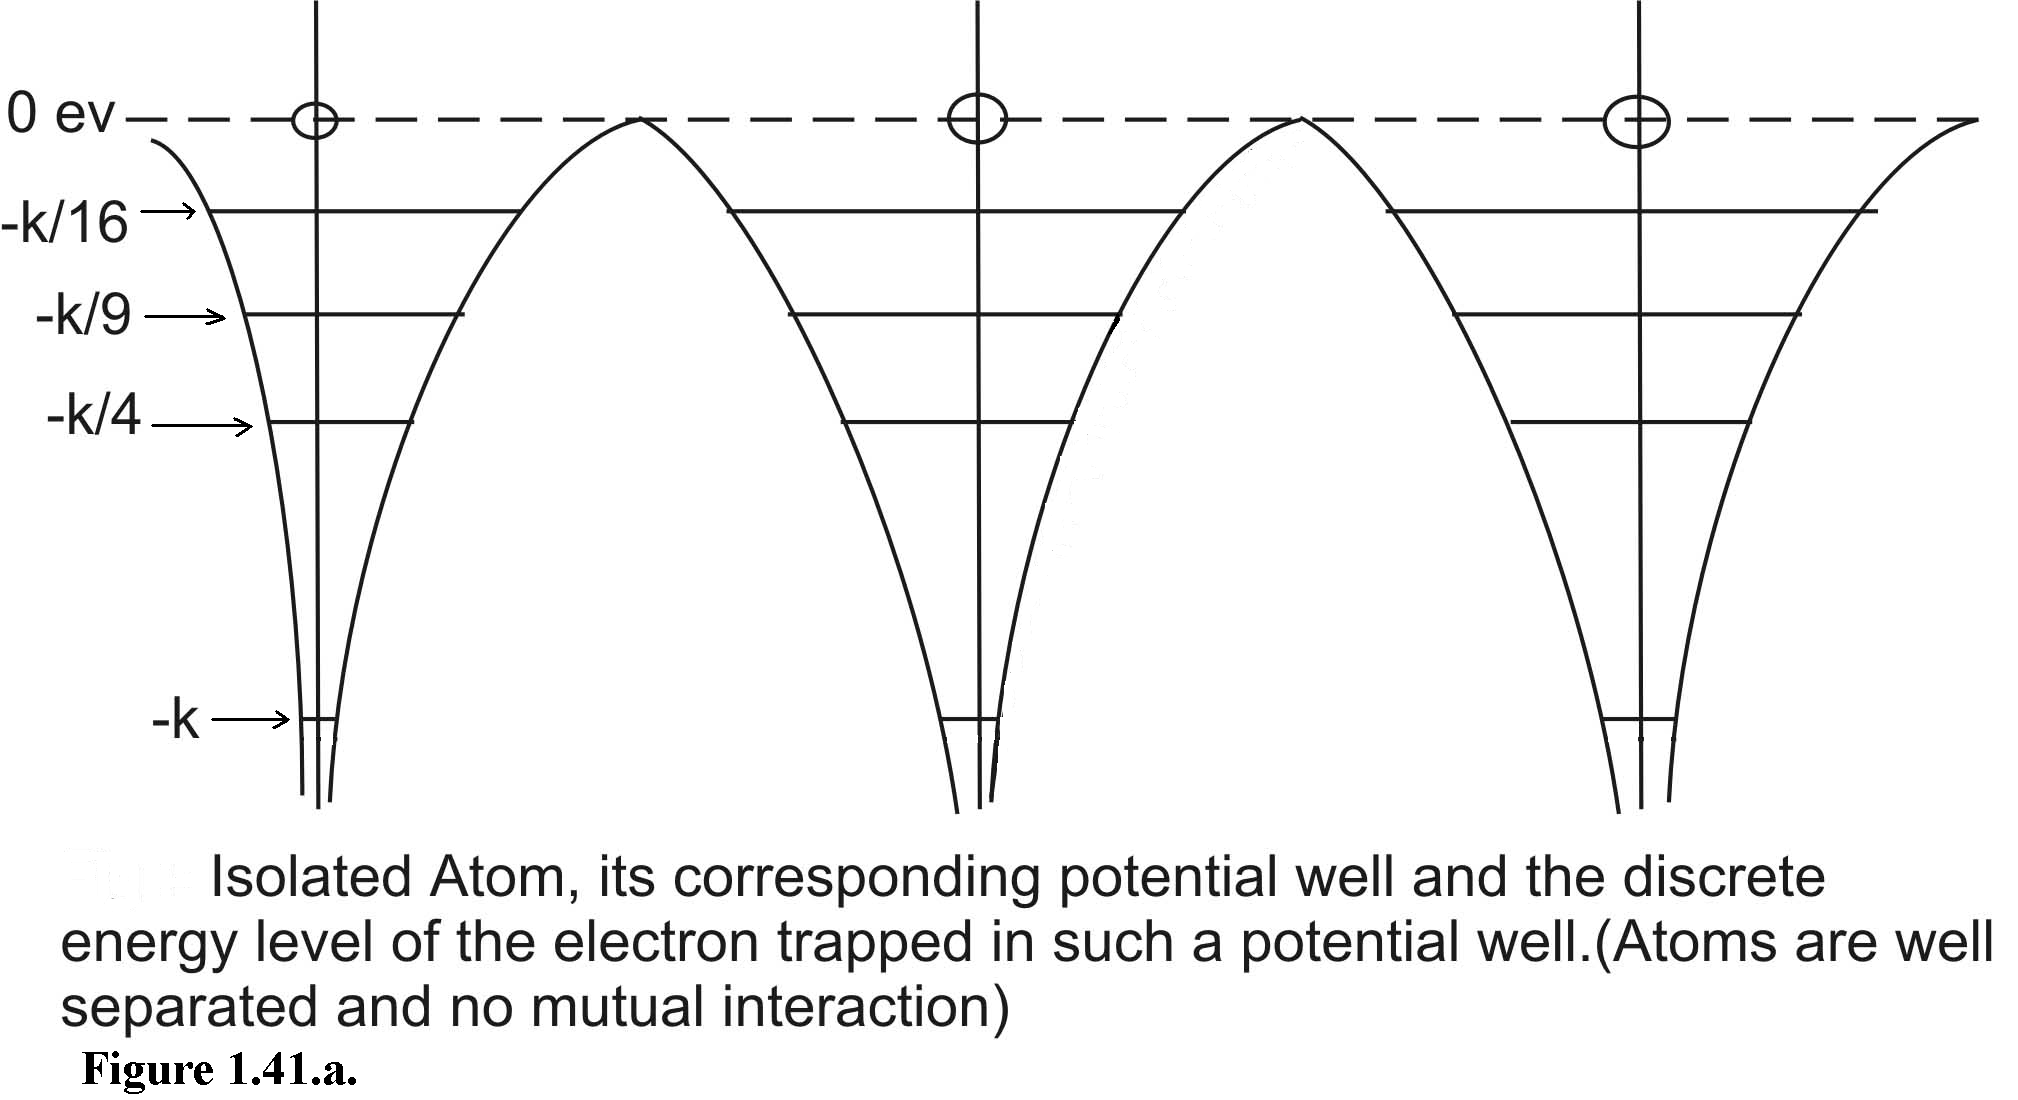 0 ev
-k/16
-k/9
-k/4
-k
Isolated Atom, its corresponding potential well and the discrete
energy level of the electron trapped in such a potential well.(Atoms are well
separated and no mutual interaction)
Figure 1.41.a.